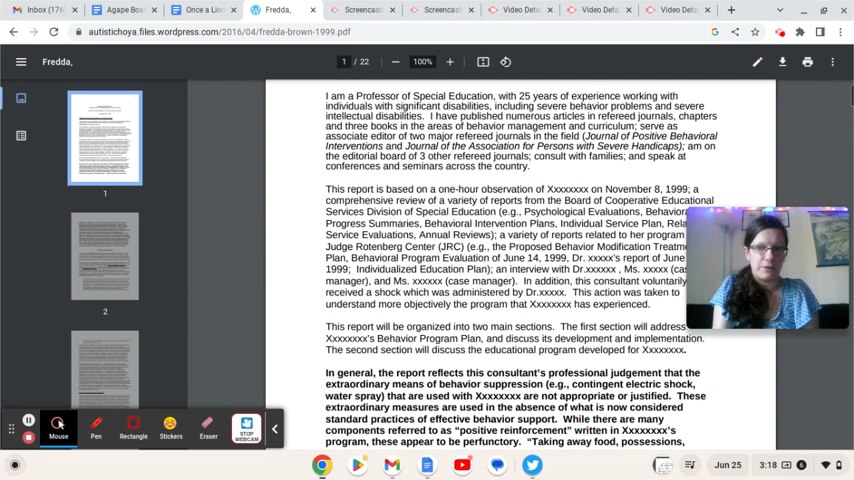 Inbox (176
Agape Boa
Once a Lion
Fredda,
Screencast
Screencast
Video Deta
Video Deta
Video Deta
autistichoya.files.wordpress.com/2016/04/fredda-brown-1999.pdf
Fredda,
1 / 22
100%
I am a Professor of Special Education, with 25 years of experience working with
individuals with significant disabilities, including severe behavior problems and severe
intellectual disabilities. I have published numerous articles in refereed journals, chapters
and three books in the areas of behavior management and curriculum; serve as
associate editor of two major refereed journals in the field (Journal of Positive Behavioral
Interventions and Journal of the Association for Persons with Severe Handicaps); am on
the editorial board of 3 other refereed journals; consult with families; and speak at
conferences and seminars across the country.
This report is based on a one-hour observation of Xxxxxxxx on November 8, 1999; a
comprehensive review of a variety of reports from the Board of Cooperative Educational
Services Division of Special Education (e.g., Psychological Evaluations, Behaviora
Progress Summaries, Behavioral Intervention Plans, Individual Service Plan, Rela
Service Evaluations, Annual Reviews); a variety of reports related to her program
Judge Rotenberg Center (JRC) (e.g., the Proposed Behavior Modification Treatme
Plan, Behavioral Program Evaluation of June 14, 1999, Dr. xxxxx's report of June
1999; Individualized Education Plan); an interview with Dr.xxxxxx , Ms. xxxxx (cas
manager), and Ms. xxxxxx (case manager). In addition, this consultant voluntarily
received a shock which was administered by Dr.xxxxx. This action was taken to
understand more objectively the program that Xxxxxxxx has experienced.
This report will be organized into two main sections. The first section will address
Xxxxxxxx's Behavior Program Plan, and discuss its development and implementation.
The second section will discuss the educational program developed for Xxxxxxxx.
In general, the report reflects this consultant's professional judgement that the
extraordinary means of behavior suppression (e.g., contingent electric shock,
water spray) that are used with Xxxxxxxx are not appropriate or justified. These
extraordinary measures are used in the absence of what is now considered
standard practices of effective behavior support. While there are many
components referred to as "positive reinforcement" written in Xxxxxxxx's
program, these appear to be perfunctory. "Taking away food, possessions,
1
2
Mouse
Pen
Rectangle
Stickers
Eraser
STOP
WEBCAM
Jun 25
3:18
6